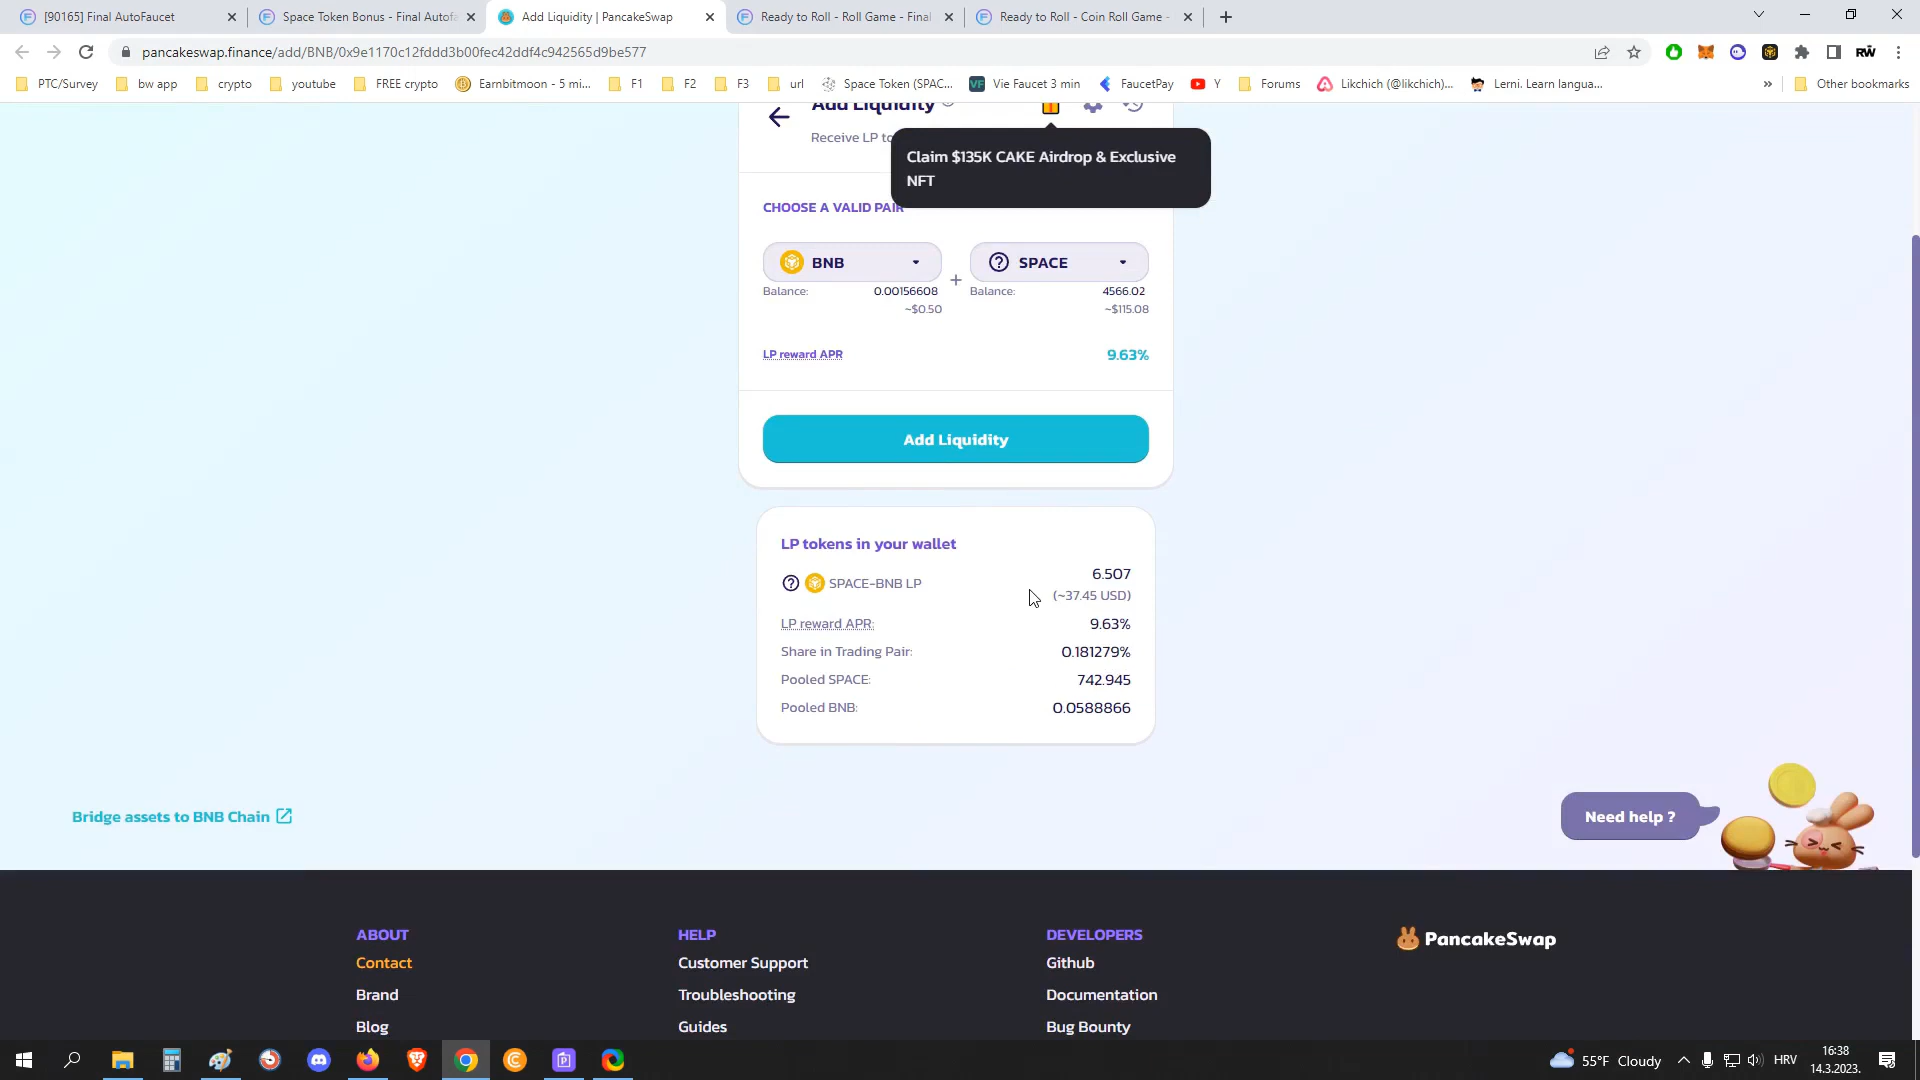 [90165] Final AutoFaucet
Space Token Bonus - Final Autofa
Add Liquidity | PancakeSwap
Ready to Roll - Roll Game - Final
Ready to Roll - Coin Roll Game -
pancakeswap.finance/add/BNB/0x9e1170c12fddd3b00fec42ddf4c942565d9be577
PTC/Survey
bw app
crypto
youtube
FREE crypto
Earnbitmoon - 5 mi...
F1
F2
F3
url
Space Token (SPAC...
Vie Faucet 3 min
FaucetPay
Y
Forums
Likchich (@likchich)...
Lerni. Learn langua...
»
Other bookmarks
Add Liquidity
Receive LP to
Claim $135K CAKE Airdrop & Exclusive
NFT
CHOOSE A VALID PAIR
BNB
+
SPACE
Balance: 0.00156608
~$0.50
Balance: 4566.02
~$115.08
LP reward APR 9.63%
Add Liquidity
LP tokens in your wallet
SPACE-BNB LP 6.507
(~37.45 USD)
LP reward APR: 9.63%
Share in Trading Pair: 0.181279%
Pooled SPACE: 742.945
Pooled BNB: 0.0588866
Bridge assets to BNB Chain
Need help ?
ABOUT
Contact
Brand
Blog
HELP
Customer Support
Troubleshooting
Guides
DEVELOPERS
Github
Documentation
Bug Bounty
PancakeSwap
55°F Cloudy
HRV
16:38
14.3.2023.